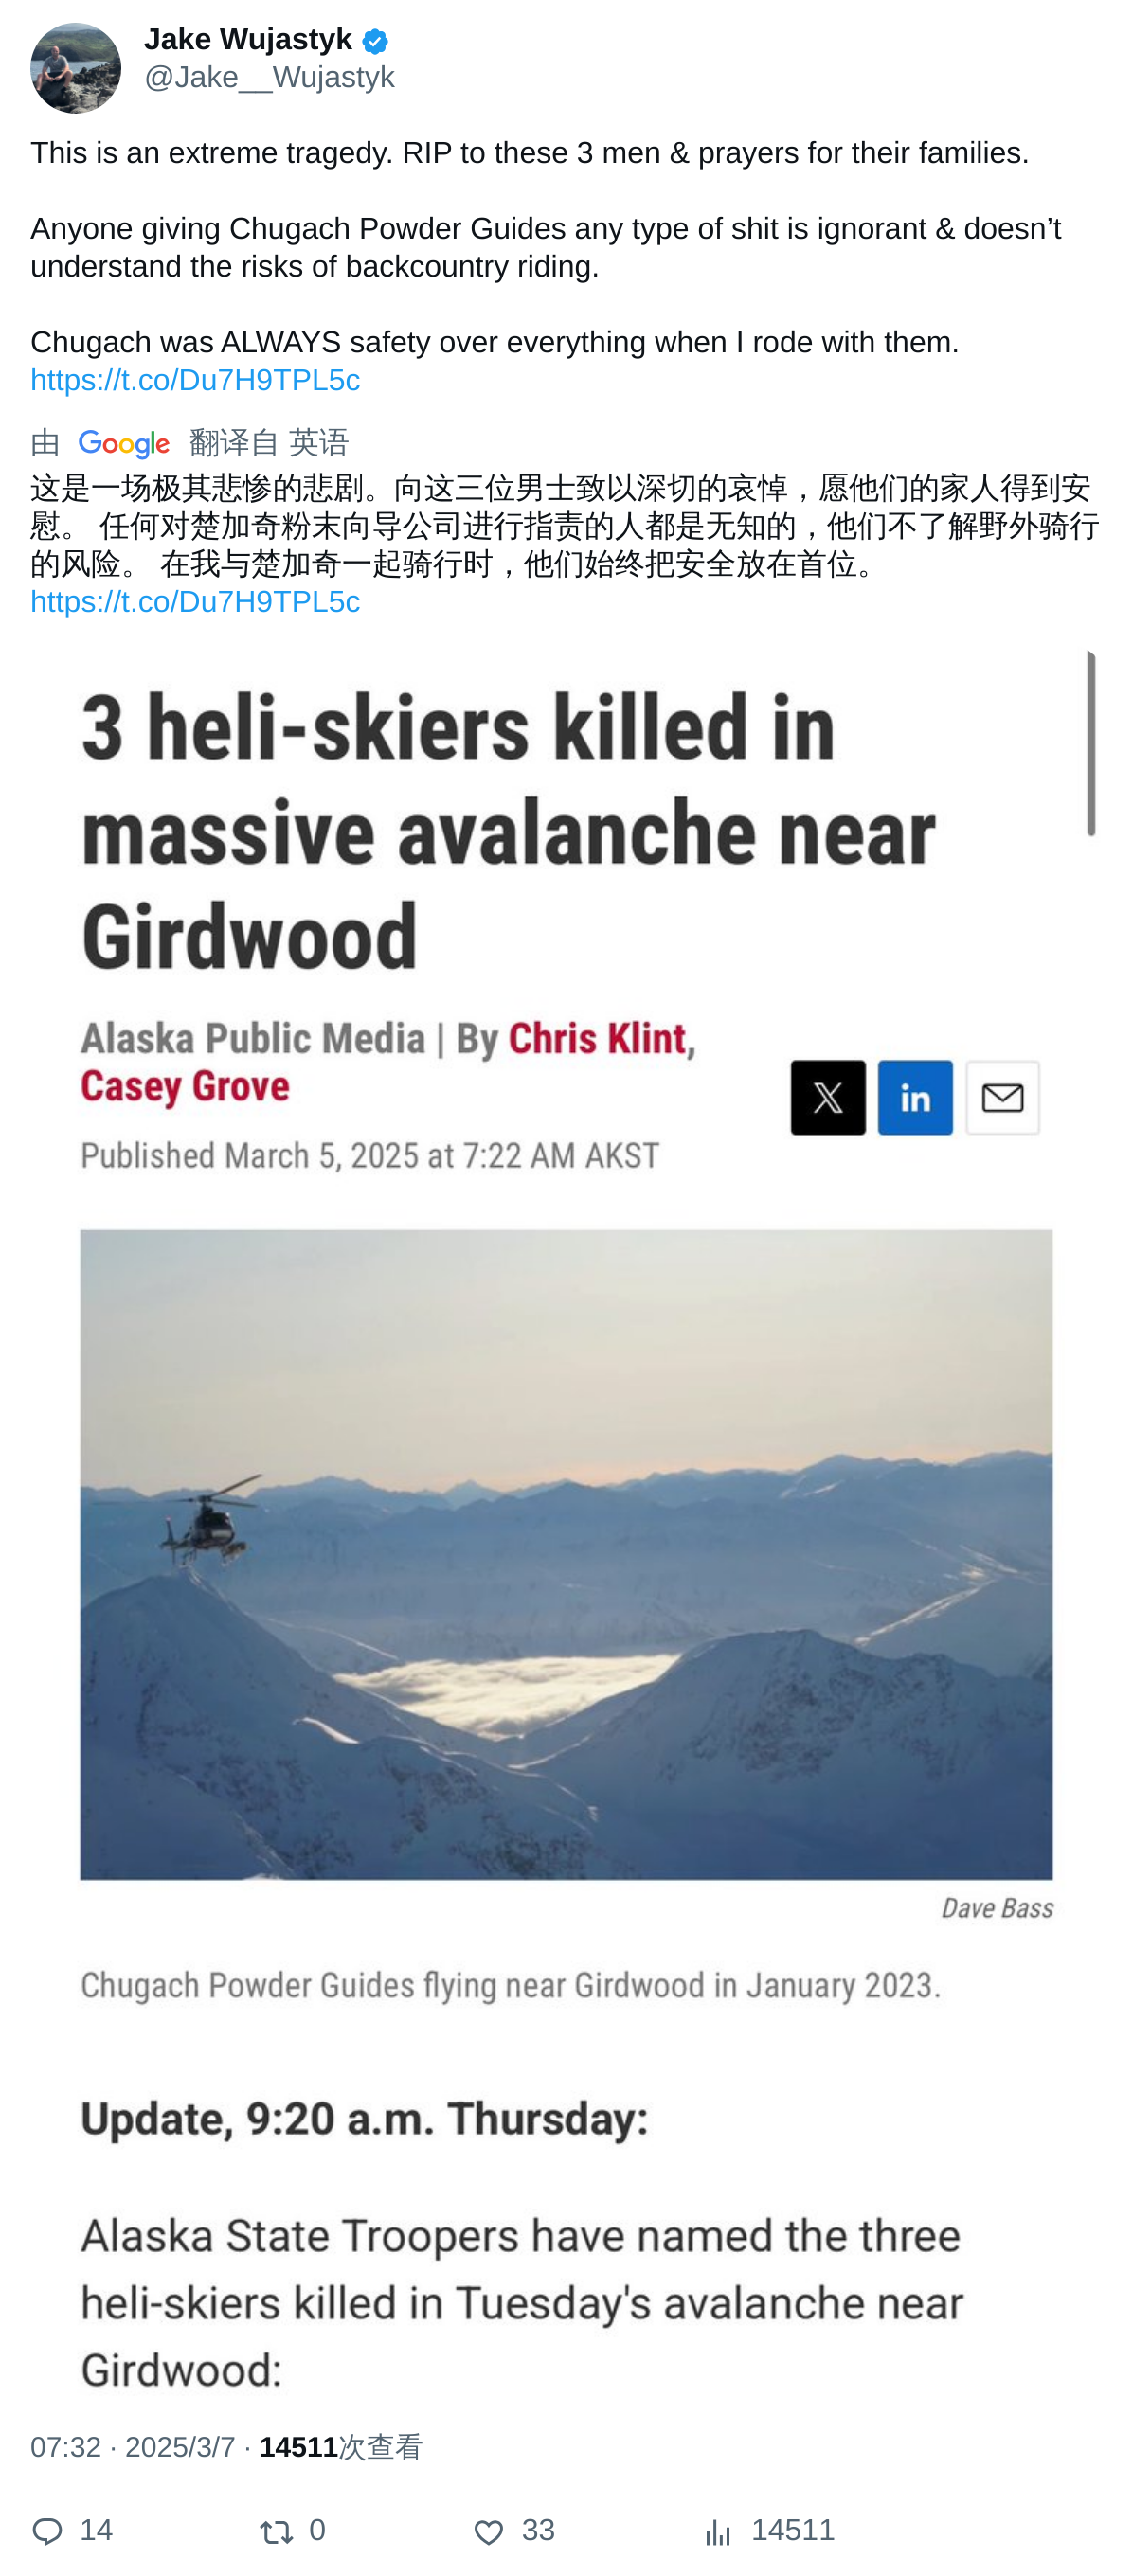 Jake Wujastyk
@Jake__Wujastyk
This is an extreme tragedy. RIP to these 3 men & prayers for their families.
Anyone giving Chugach Powder Guides any type of shit is ignorant & doesn’t
understand the risks of backcountry riding.
Chugach was ALWAYS safety over everything when I rode with them.
https://t.co/Du7H9TPL5c
由 Google 翻译自 英语
这是一场极其悲惨的悲剧。向这三位男士致以深切的哀悼，愿他们的家人得到安
慰。 任何对楚加奇粉末向导公司进行指责的人都是无知的，他们不了解野外骑行
的风险。 在我与楚加奇一起骑行时，他们始终把安全放在首位。
https://t.co/Du7H9TPL5c
3 heli-skiers killed in
massive avalanche near
Girdwood
Alaska Public Media | By Chris Klint,
Casey Grove
Published March 5, 2025 at 7:22 AM AKST
Dave Bass
Chugach Powder Guides flying near Girdwood in January 2023.
Update, 9:20 a.m. Thursday:
Alaska State Troopers have named the three
heli-skiers killed in Tuesday's avalanche near
Girdwood:
07:32 · 2025/3/7 · 14511次查看
14 0 33 14511